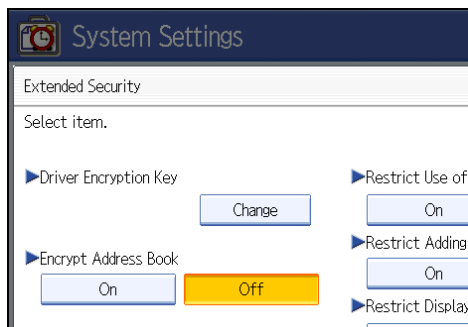 System Settings
Extended Security
Select item.
Driver Encryption Key
Change
Encrypt Address Book
On Off
Restrict Use of
On
Restrict Adding
On
Restrict Display